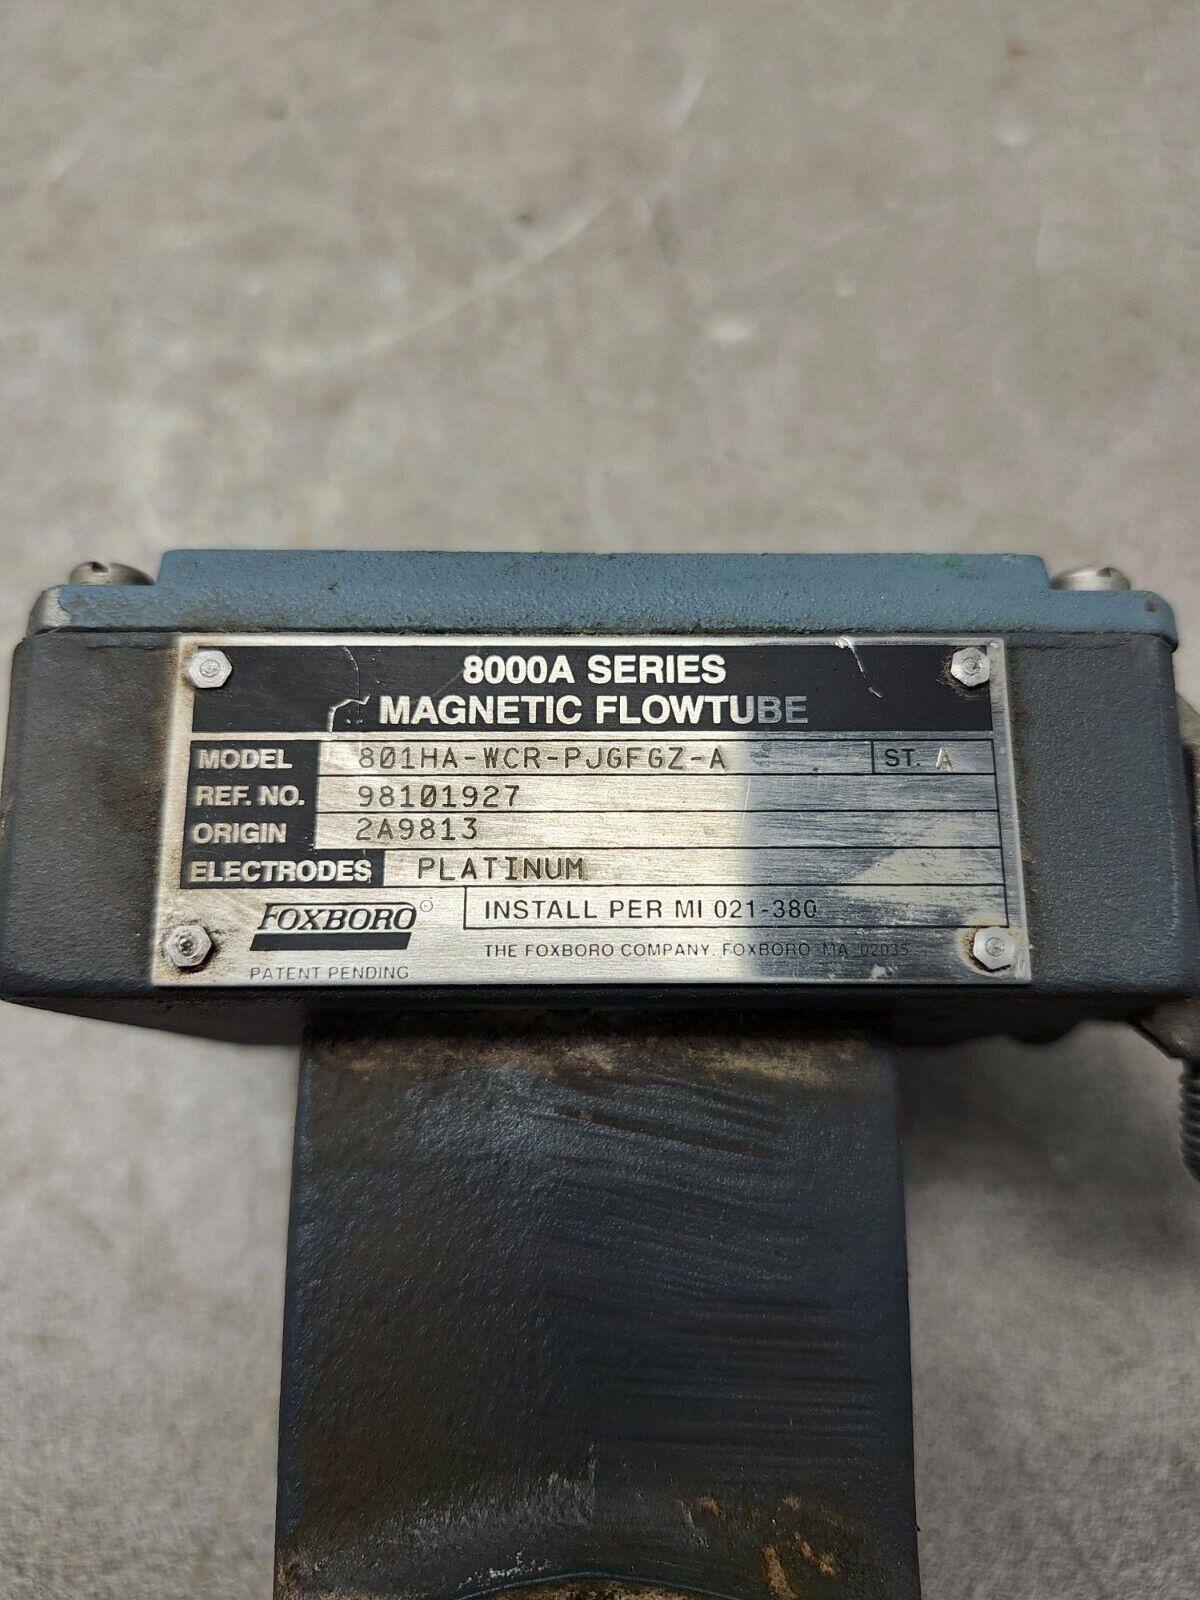 8000A SERIES
MAGNETIC FLOWTUBE
MODEL 801HA-WCR-PJGFGZ-A ST. A
REF. NO. 98101927
ORIGIN 2A9813
ELECTRODES PLATINUM
FOXBORO INSTALL PER MI 021-380
THE FOXBORO COMPANY, FOXBORO MA 02035
PATENT PENDING